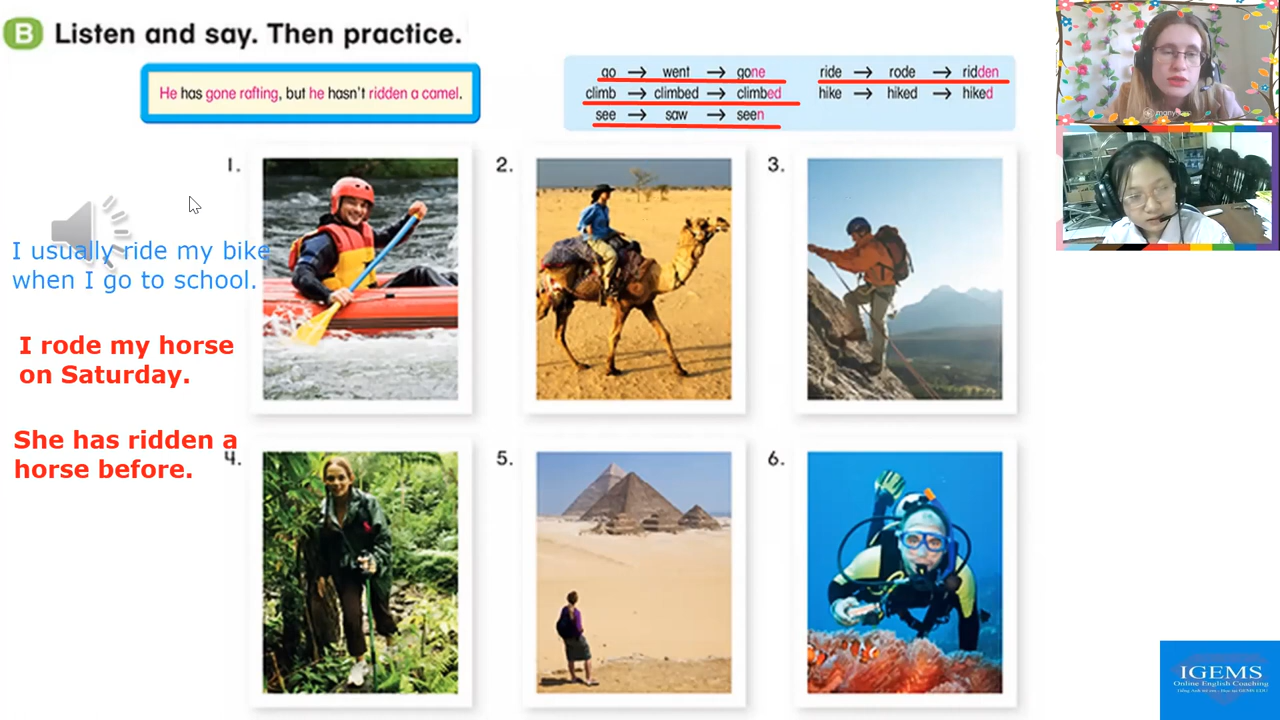 B Listen and say. Then practice.
He has gone rafting, but he hasn't ridden a camel.
go → went → gone
climb → climbed → climbed
see → saw → seen
ride → rode → ridden
hike → hiked → hiked
1.
2.
3.
I usually ride my bike
when I go to school.
I rode my horse
on Saturday.
She has ridden a
horse before.
4.
5.
6.
IGEMS
Online English Coaching